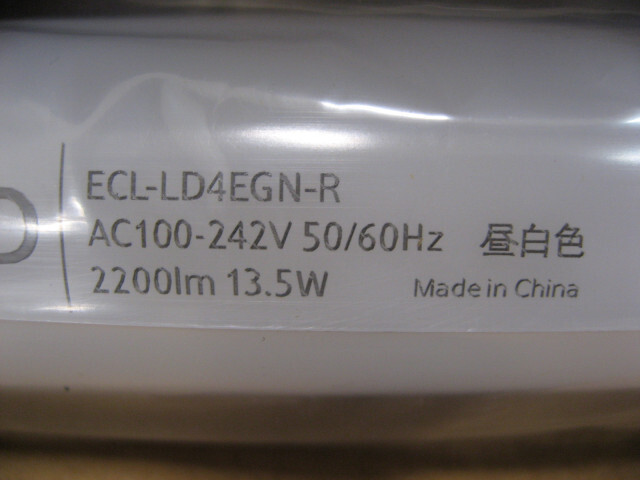 ECL-LD4EGN-R
AC100-242V 50/60Hz 昼白色
2200lm 13.5W Made in China